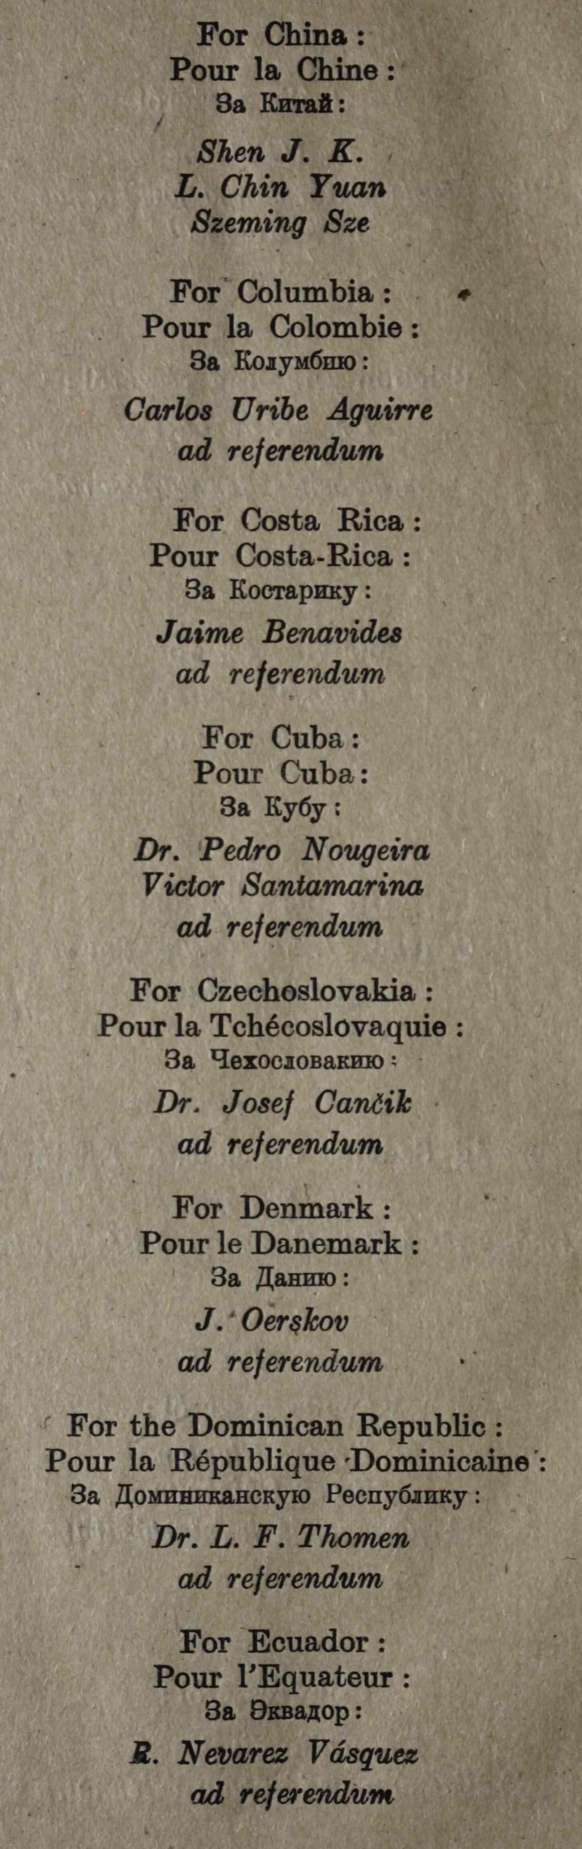 For China :
Pour la Chine :
За Китай :
Shen J. K.
L. Chin Yuan
Szeming Sze
For Columbia :
Pour la Colombie :
За Колумбию :
Carlos Uribe Aguirre
ad referendum
For Costa Rica :
Pour Costa-Rica :
За Костарику :
Jaime Benavides
ad referendum
For Cuba :
Pour Cuba :
За Кубу :
Dr. Pedro Nougeira
Victor Santamarina
ad referendum
For Czechoslovakia :
Pour la Tchécoslovaquie :
За Чехословакию :
Dr. Josef Cančik
ad referendum
For Denmark :
Pour le Danemark :
За Данию :
J. Oerskov
ad referendum
For the Dominican Republic :
Pour la République Dominicaine :
За Доминиканскую Республику :
Dr. L. F. Thomen
ad referendum
For Ecuador :
Pour l'Equateur :
За Эквадор :
R. Nevarez Vásquez
ad referendum